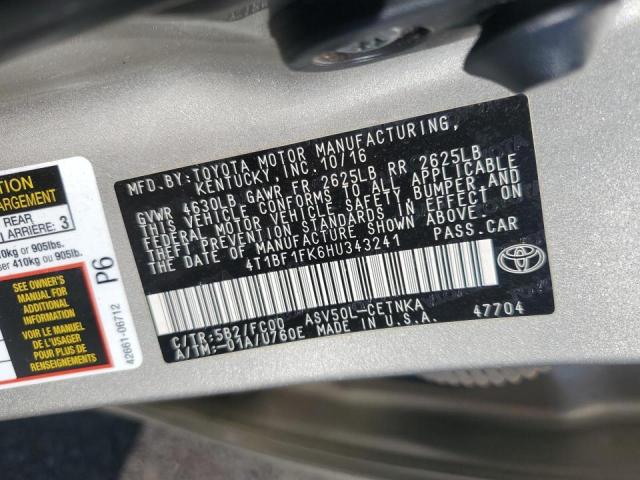 MFD.BY:TOYOTA MOTOR MANUFACTURING,
KENTUCKY, INC. 10/16
GVWR 4630LB GAWR FR 2625LB RR 2625LB
THIS VEHICLE CONFORMS TO ALL APPLICABLE
FEDERAL MOTOR VEHICLE SAFETY, BUMPER, AND
THEFT PREVENTION STANDARDS IN EFFECT ON
THE DATE OF MANUFACTURE SHOWN ABOVE.
4T1BF1FK6HU343241 PASS.CAR
C/TR:5B2/FC00 ASV50L-CETNKA
A/TM:-01A/U760E MADE IN U.S.A. 47704
REAR
ARRIÈRE: 3
kg or 905lbs.
er 410kg or 905lbs.
SEE OWNER'S
MANUAL FOR
ADDITIONAL
INFORMATION
VOIR LE MANUEL
DE L'USAGER
POUR PLUS DE
RENSEIGNEMENTS
P6
42661-06712